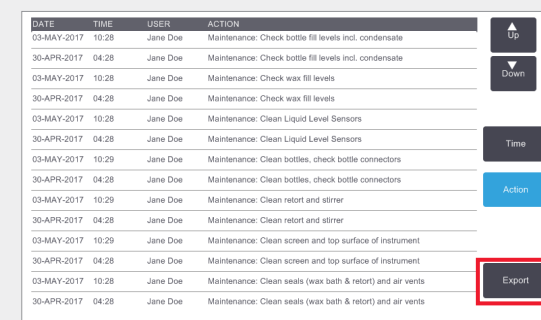 DATE TIME USER ACTION
03-MAY-2017 10:28 Jane Doe Maintenance: Check bottle fill levels incl. condensate
30-APR-2017 04:28 Jane Doe Maintenance: Check bottle fill levels incl. condensate
03-MAY-2017 10:28 Jane Doe Maintenance: Check wax fill levels
30-APR-2017 04:28 Jane Doe Maintenance: Check wax fill levels
03-MAY-2017 10:28 Jane Doe Maintenance: Clean Liquid Level Sensors
30-APR-2017 04:28 Jane Doe Maintenance: Clean Liquid Level Sensors
03-MAY-2017 10:29 Jane Doe Maintenance: Clean bottles, check bottle connectors
30-APR-2017 04:28 Jane Doe Maintenance: Clean bottles, check bottle connectors
03-MAY-2017 10:29 Jane Doe Maintenance: Clean retort and stirrer
30-APR-2017 04:28 Jane Doe Maintenance: Clean retort and stirrer
03-MAY-2017 10:29 Jane Doe Maintenance: Clean screen and top surface of instrument
30-APR-2017 04:28 Jane Doe Maintenance: Clean screen and top surface of instrument
03-MAY-2017 10:28 Jane Doe Maintenance: Clean seals (wax bath & retort) and air vents
30-APR-2017 04:28 Jane Doe Maintenance: Clean seals (wax bath & retort) and air vents
Up
Down
Time
Action
Export